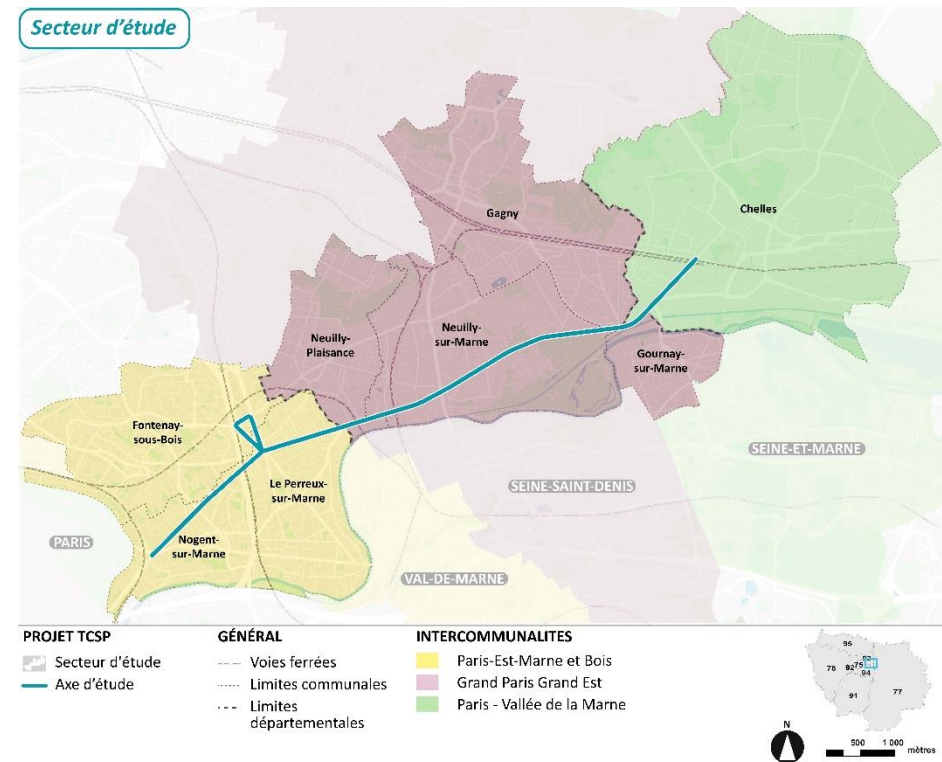 Secteur d'étude
Gagny
Chelles
Neuilly-
Plaisance
Neuilly-
sur-Marne
Gournay-
sur-Marne
Fontenay-
sous-Bois
Le Perreux-
sur-Marne
Nogent-
sur-Marne
PARIS
SEINE-SAINT-DENIS
SEINE-ET-MARNE
VAL-DE-MARNE
PROJET TCSP
Secteur d'étude
Axe d'étude
GÉNÉRAL
Voies ferrées
Limites communales
Limites
départementales
INTERCOMMUNALITES
Paris-Est-Marne et Bois
Grand Paris Grand Est
Paris - Vallée de la Marne
95
78
92
75
94
91
77
N
500 1 000
mètres